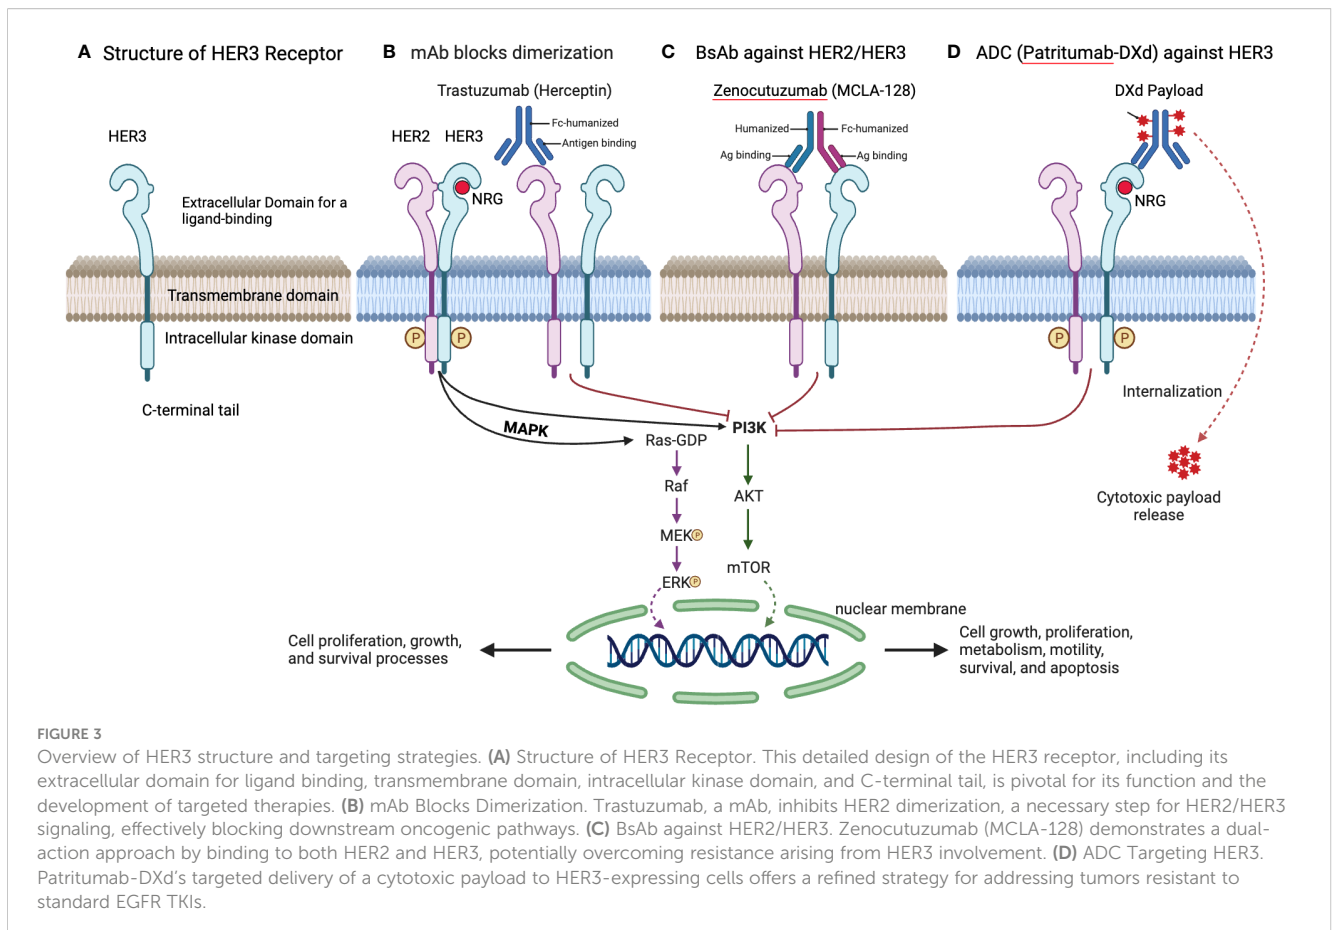 A Structure of HER3 Receptor
B mAb blocks dimerization
C BsAb against HER2/HER3
D ADC (Patritumab-DXd) against HER3
HER3
Extracellular Domain for a
ligand-binding
Transmembrane domain
Intracellular kinase domain
C-terminal tail
Trastuzumab (Herceptin)
HER2
HER3
Fc-humanized
Antigen binding
NRG
P
P
Zenocutuzumab (MCLA-128)
Humanized
Fc-humanized
Ag binding
Ag binding
DXd Payload
NRG
P
P
Internalization
Cytotoxic payload
release
MAPK
Ras-GDP
PI3K
Raf
AKT
MEK P
mTOR
ERK P
nuclear membrane
Cell proliferation, growth,
and survival processes
Cell growth, proliferation,
metabolism, motility,
survival, and apoptosis
FIGURE 3
Overview of HER3 structure and targeting strategies. (A) Structure of HER3 Receptor. This detailed design of the HER3 receptor, including its
extracellular domain for ligand binding, transmembrane domain, intracellular kinase domain, and C-terminal tail, is pivotal for its function and the
development of targeted therapies. (B) mAb Blocks Dimerization. Trastuzumab, a mAb, inhibits HER2 dimerization, a necessary step for HER2/HER3
signaling, effectively blocking downstream oncogenic pathways. (C) BsAb against HER2/HER3. Zenocutuzumab (MCLA-128) demonstrates a dual-
action approach by binding to both HER2 and HER3, potentially overcoming resistance arising from HER3 involvement. (D) ADC Targeting HER3.
Patritumab-DXd's targeted delivery of a cytotoxic payload to HER3-expressing cells offers a refined strategy for addressing tumors resistant to
standard EGFR TKIs.